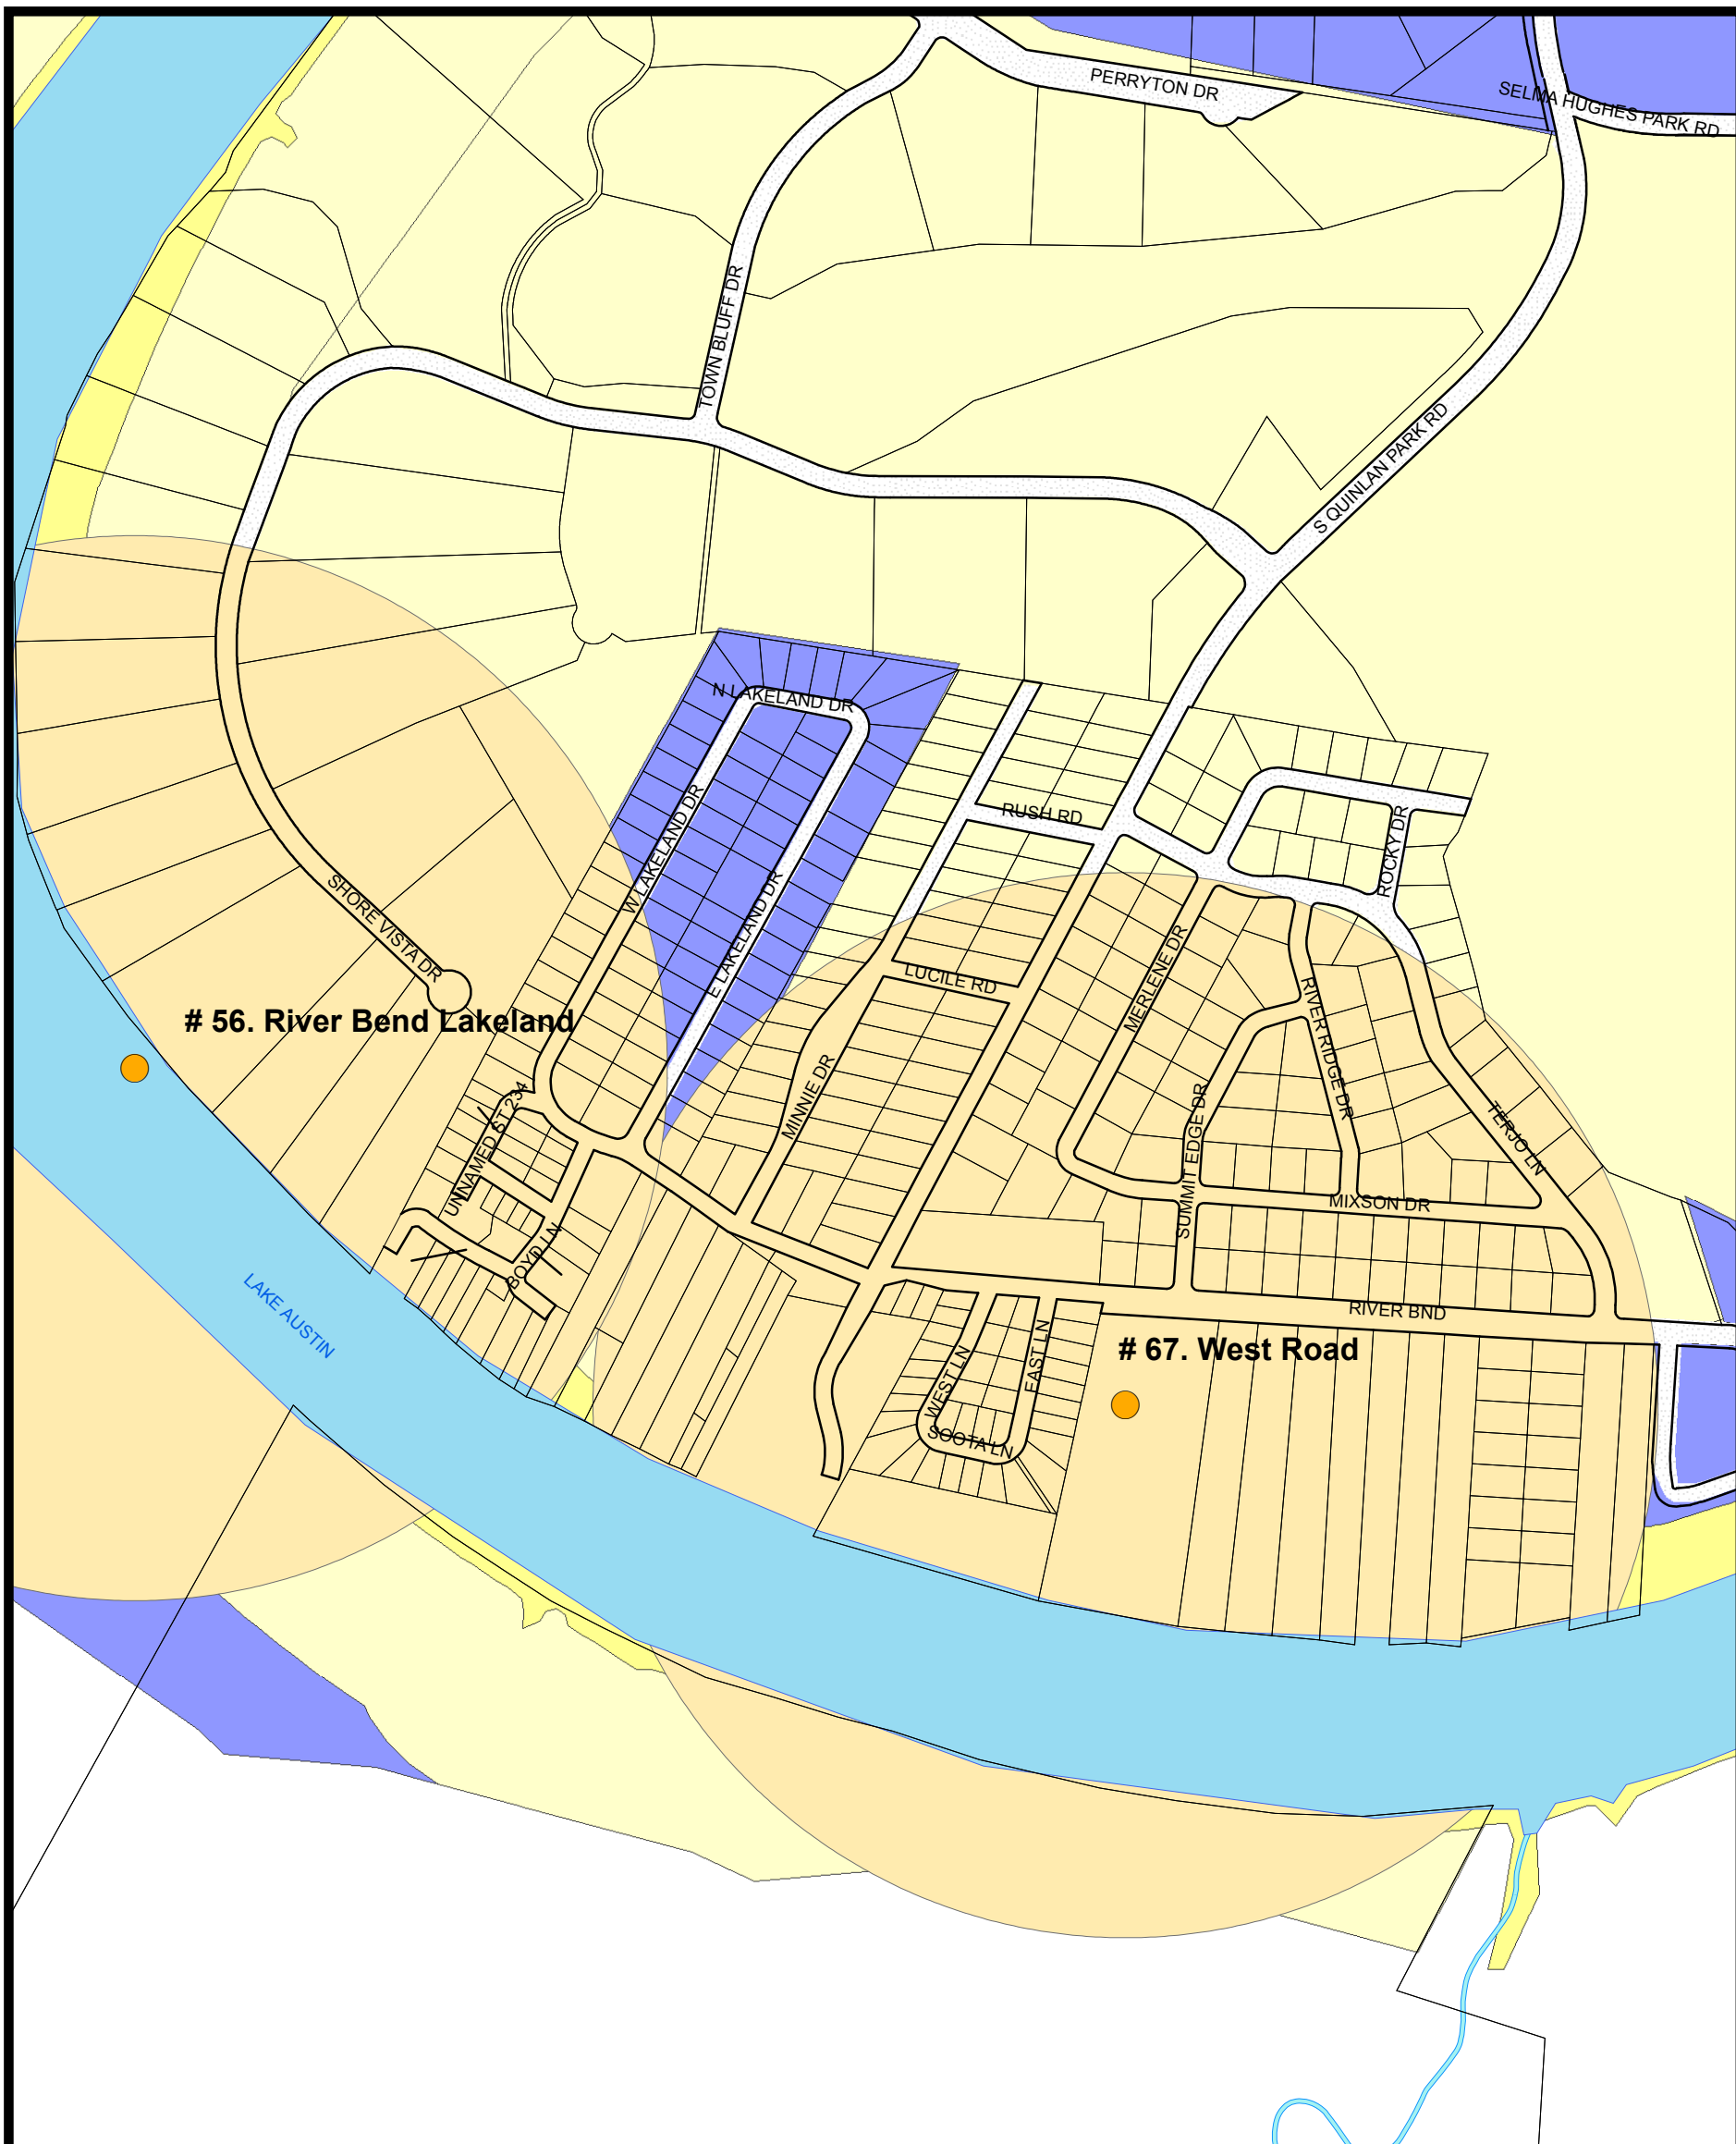 PERRYTON DR
SELMA HUGHES PARK RD
TOWN BLUFF DR
S QUINLAN PARK RD
N LAKELAND DR
RUSH RD
W LAKELAND DR
ROCKY DR
E LAKELAND DR
SHORE VISTA DR
LUCILE RD
MERLENE DR
# 56. River Bend Lakeland
RIVER RIDGE DR
MINNIE DR
UNNAMED ST 234
SUMMIT EDGE DR
TERJO LN
MIXSON DR
BOYD LN
LAKE AUSTIN
RIVER BND
# 67. West Road
WEST LN
EAST LN
SOOTA LN